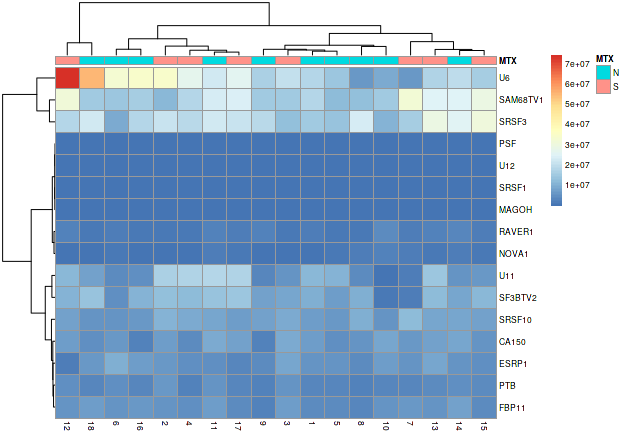 MTX
U6
SAM68TV1
SRSF3
PSF
U12
SRSF1
MAGOH
RAVER1
NOVA1
U11
SF3BTV2
SRSF10
CA150
ESRP1
PTB
FBP11
12 18 6 16 2 4 11 17 9 3 1 5 8 10 7 13 14 15
7e+07
6e+07
5e+07
4e+07
3e+07
2e+07
1e+07
MTX
N
S